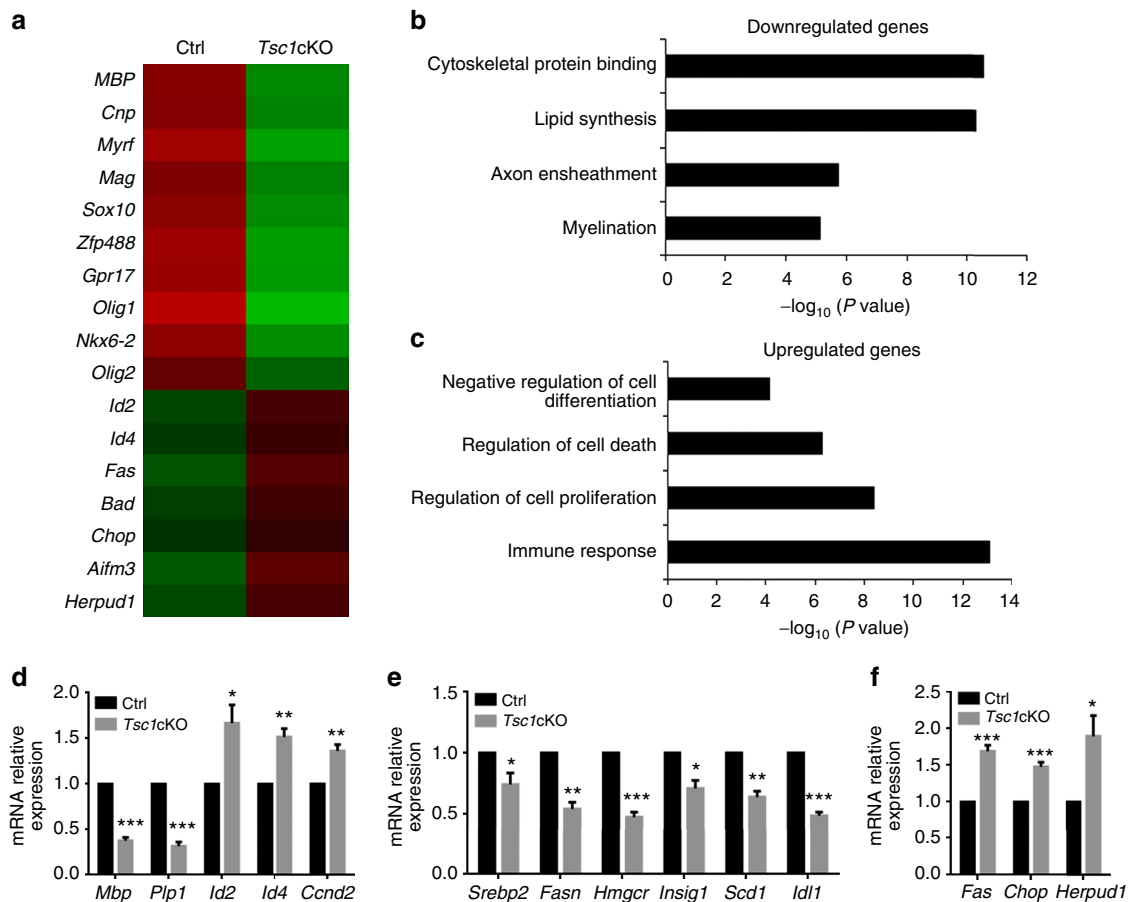 a
Ctrl Tsc1cKO
MBP
Cnp
Myrf
Mag
Sox10
Zfp488
Gpr17
Olig1
Nkx6-2
Olig2
Id2
Id4
Fas
Bad
Chop
Aifm3
Herpud1
b
Downregulated genes
Cytoskeletal protein binding
Lipid synthesis
Axon ensheathment
Myelination
0 2 4 6 8 10 12
–log10 (P value)
c
Upregulated genes
Negative regulation of cell
differentiation
Regulation of cell death
Regulation of cell proliferation
Immune response
0 2 4 6 8 10 12 14
–log10 (P value)
d
mRNA relative
expression
2.0
1.5
1.0
0.5
0.0
Ctrl
Tsc1cKO
*** *** * ** **
Mbp Plp1 Id2 Id4 Ccnd2
e
mRNA relative
expression
1.5
1.0
0.5
0.0
Ctrl
Tsc1cKO
* ** *** * ** ***
Srebp2 Fasn Hmgcr Insig1 Scd1 Idl1
f
mRNA relative
expression
2.5
2.0
1.5
1.0
0.5
0.0
Ctrl
Tsc1cKO
*** *** *
Fas Chop Herpud1